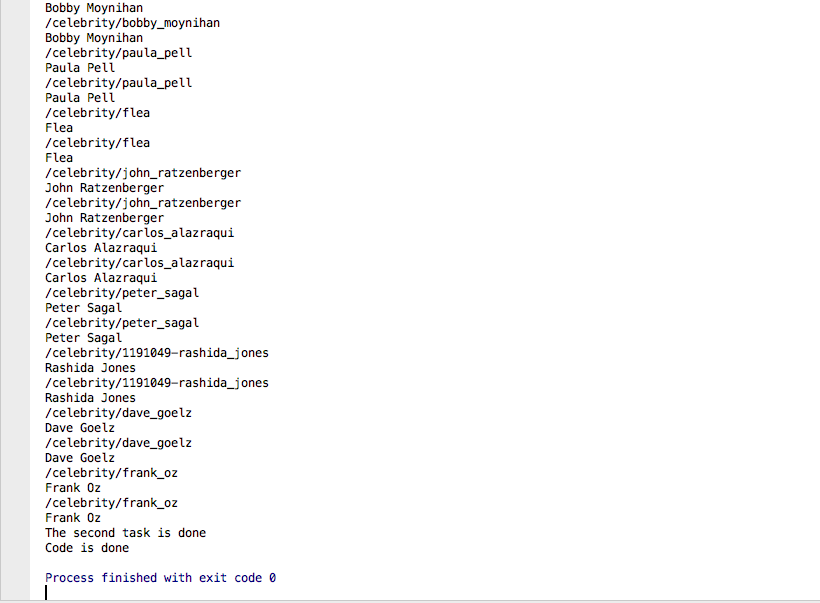 Bobby Moynihan
/celebrity/bobby_moynihan
Bobby Moynihan
/celebrity/paula_pell
Paula Pell
/celebrity/paula_pell
Paula Pell
/celebrity/flea
Flea
/celebrity/flea
Flea
/celebrity/john_ratzenberger
John Ratzenberger
/celebrity/john_ratzenberger
John Ratzenberger
/celebrity/carlos_alazraqui
Carlos Alazraqui
/celebrity/carlos_alazraqui
Carlos Alazraqui
/celebrity/peter_sagal
Peter Sagal
/celebrity/peter_sagal
Peter Sagal
/celebrity/1191049-rashida_jones
Rashida Jones
/celebrity/1191049-rashida_jones
Rashida Jones
/celebrity/dave_goelz
Dave Goelz
/celebrity/dave_goelz
Dave Goelz
/celebrity/frank_oz
Frank Oz
/celebrity/frank_oz
Frank Oz
The second task is done
Code is done
Process finished with exit code 0